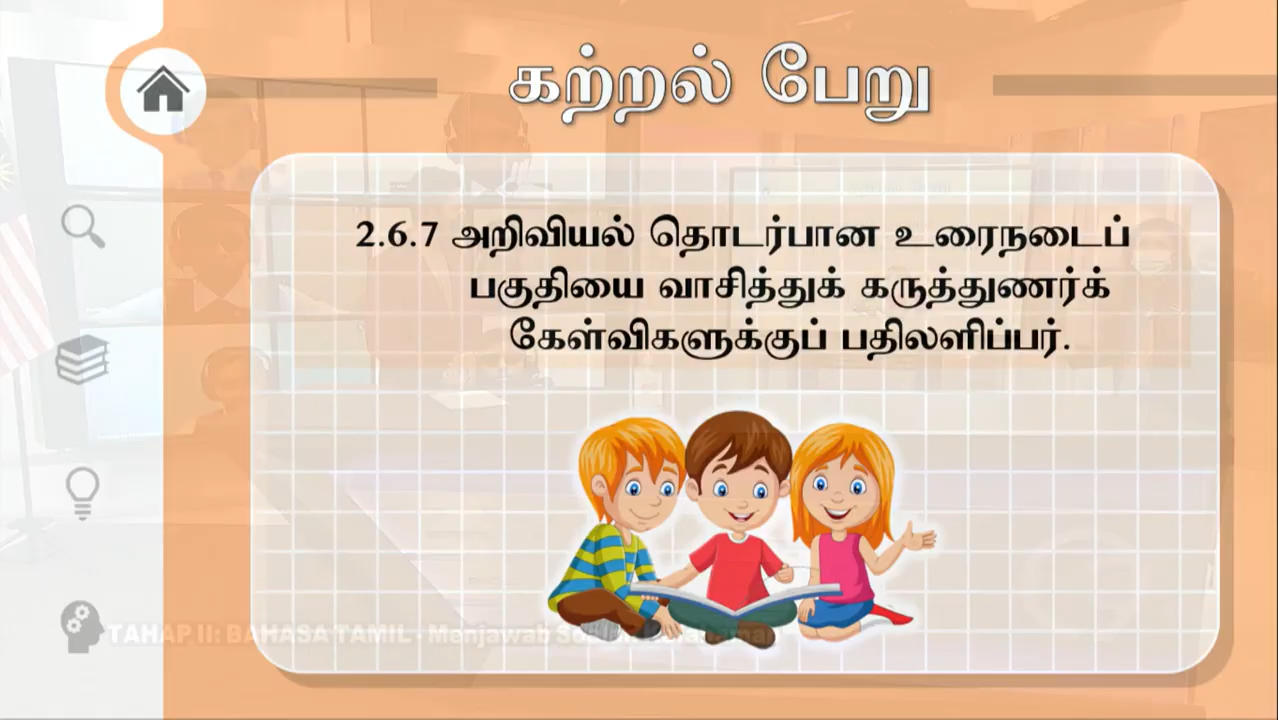 கற்றல் பேறு
2.6.7 அறிவியல் தொடர்பான உரைநடைப்
பகுதியை வாசித்துக் கருத்துணர்க்
கேள்விகளுக்குப் பதிலளிப்பர்.
TAHAP II: BAHASA TAMIL - Menjawab